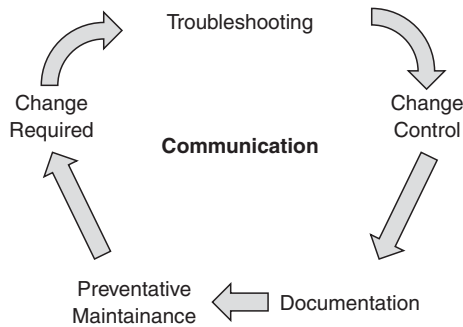 Troubleshooting
Change
Required
Change
Control
Communication
Preventative
Maintainance
Documentation